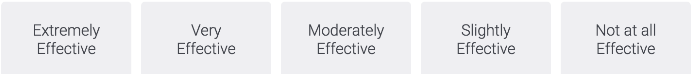 Extremely
Effective
Very
Effective
Moderately
Effective
Slightly
Effective
Not at all
Effective